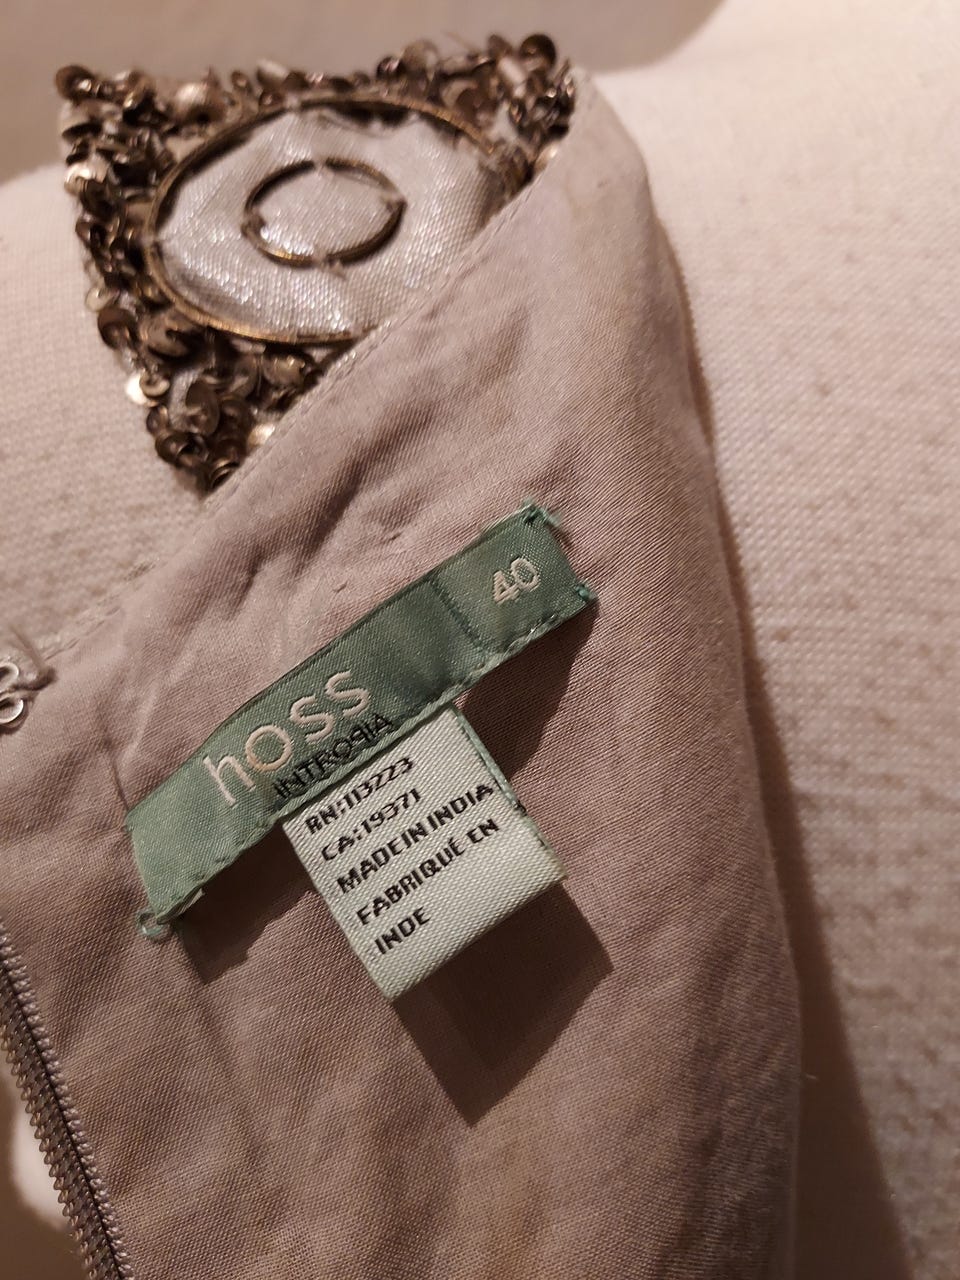 hoss
INTROPIA
40
RN:113223
CA:19371
MADE IN INDIA
FABRIQUÉ EN
INDE